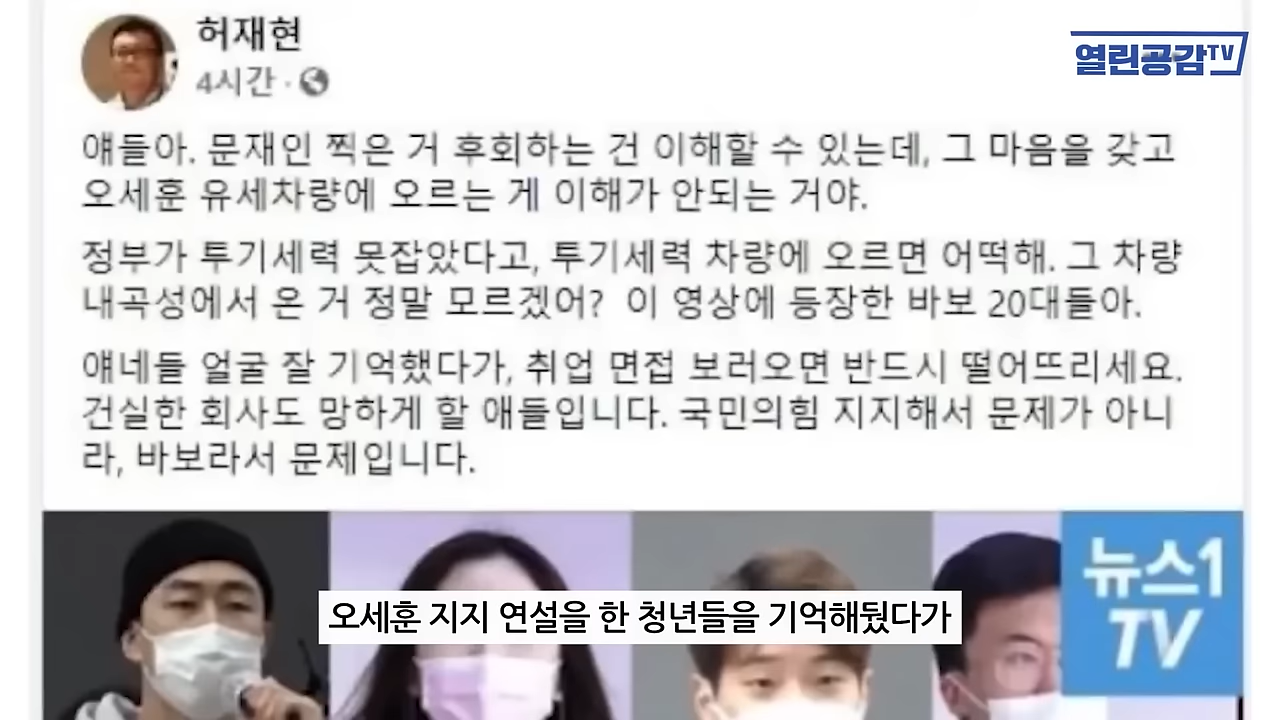 허재현
열린공감TV
4시간 ·
얘들아. 문재인 찍은 거 후회하는 건 이해할 수 있는데, 그 마음을 갖고
오세훈 유세차량에 오르는 게 이해가 안되는 거야.
정부가 투기세력 못잡았다고, 투기세력 차량에 오르면 어떡해. 그 차량
내곡성에서 온 거 정말 모르겠어? 이 영상에 등장한 바보 20대들아.
얘네들 얼굴 잘 기억했다가, 취업 면접 보러오면 반드시 떨어뜨리세요.
건실한 회사도 망하게 할 애들입니다. 국민의힘 지지해서 문제가 아니
라, 바보라서 문제입니다.
뉴스1
TV
오세훈 지지 연설을 한 청년들을 기억해뒀다가